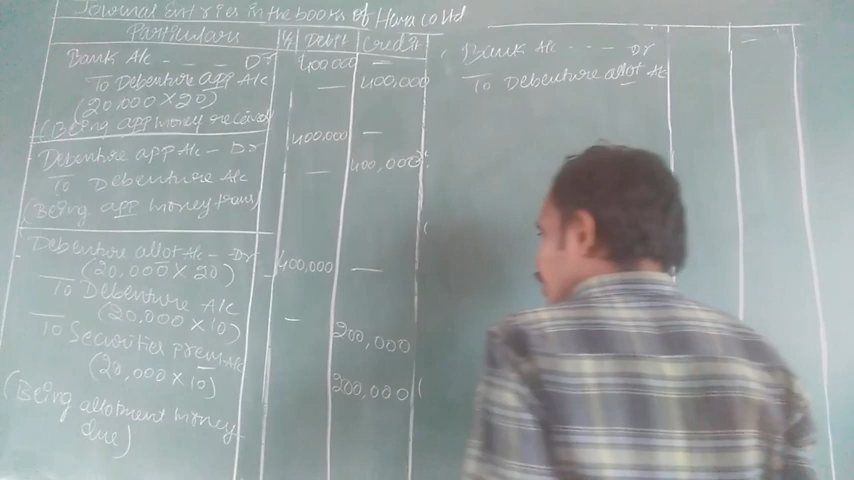 Journal Entries in the books of Hara co ltd
Particulars | l/f | Debit | Credit
Bank A/c - - - - Dr 400000 —
To Debenture app A/c — 400,000
(20,000 × 20)
(Being app money received
Debenture app A/c - Dr 400,000 —
To Debenture A/c — 400,000
(Being app money trans)
Debenture allot A/c - Dr 400,000 —
(20,000 × 20)
To Debenture A/c — 200,000
(20,000 × 10)
To Securities prem A/c 200,000
(20,000 × 10)
(Being allotment money
due)
Bank A/c - - - Dr —
To Debenture allot A/c